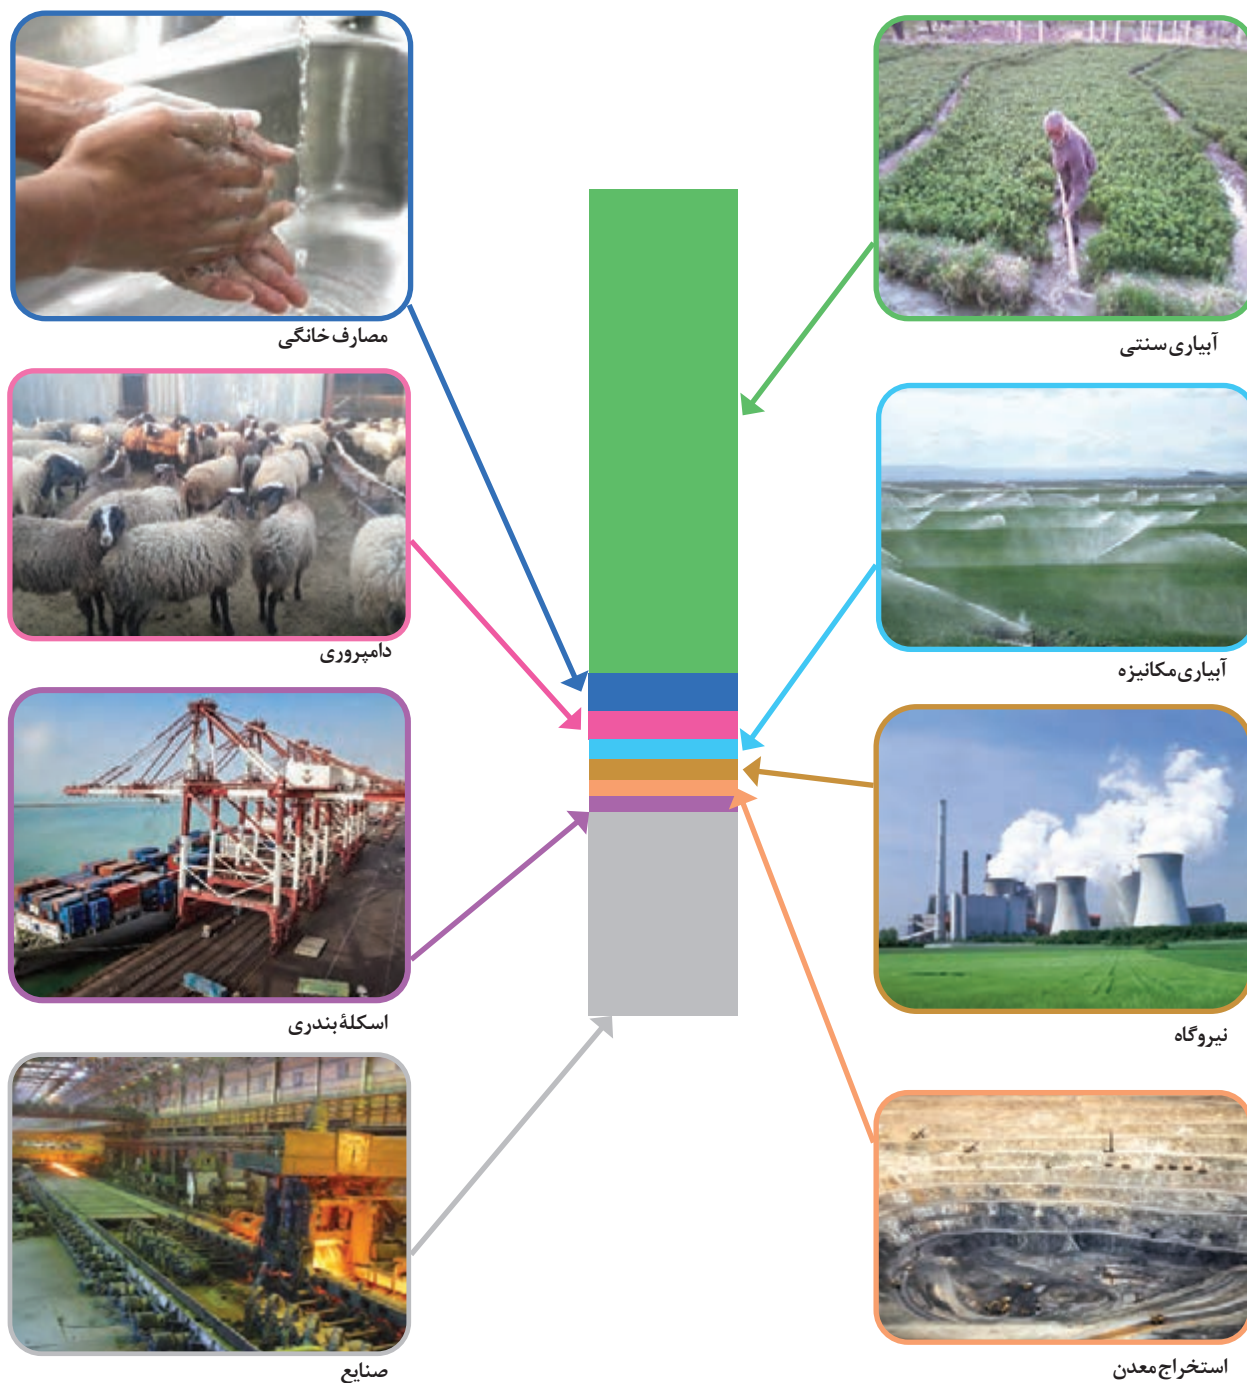 آبیاری سنتی
مصارف خانگی
آبیاری مکانیزه
دامپروری
نیروگاه
اسکلهٔ بندری
استخراج معدن
صنایع